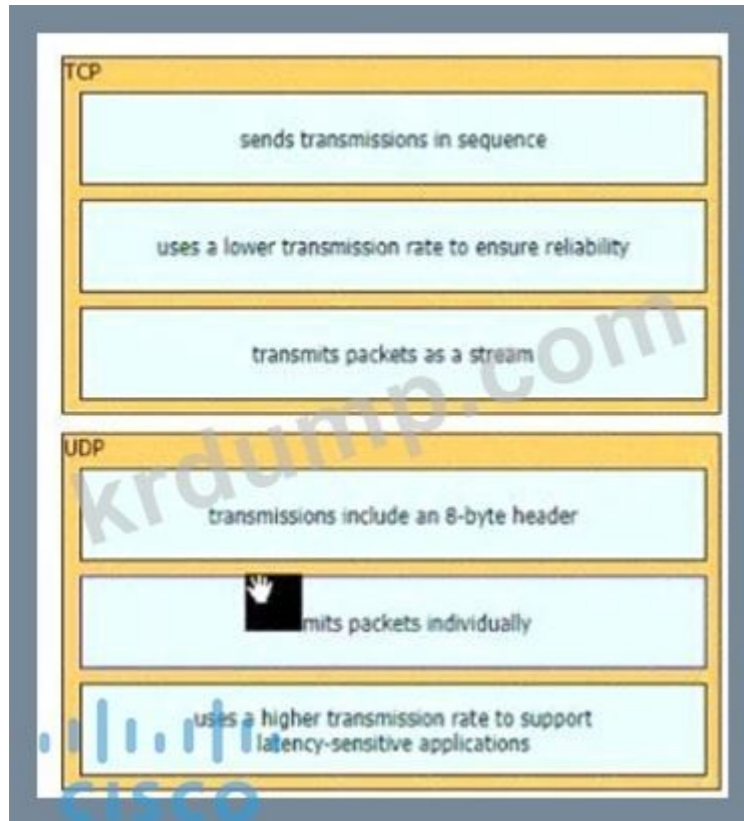 TCP
sends transmissions in sequence
uses a lower transmission rate to ensure reliability
transmits packets as a stream
krdump.com
UDP
transmissions include an 8-byte header
mits packets individually
uses a higher transmission rate to support
latency-sensitive applications
CISCO